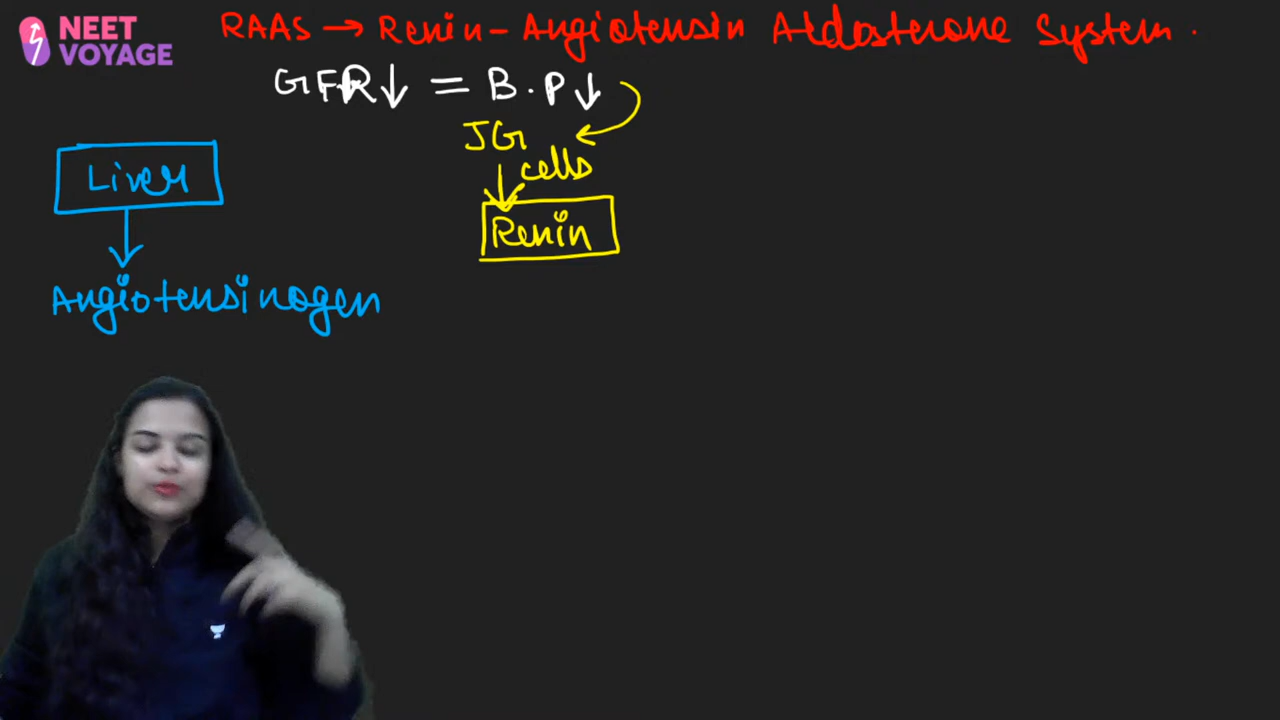 NEET
VOYAGE
RAAS → Renin-Angiotensin Aldosterone System.
GFR↓ = B.P↓
JG
cells
Liver
Renin
Angiotensinogen